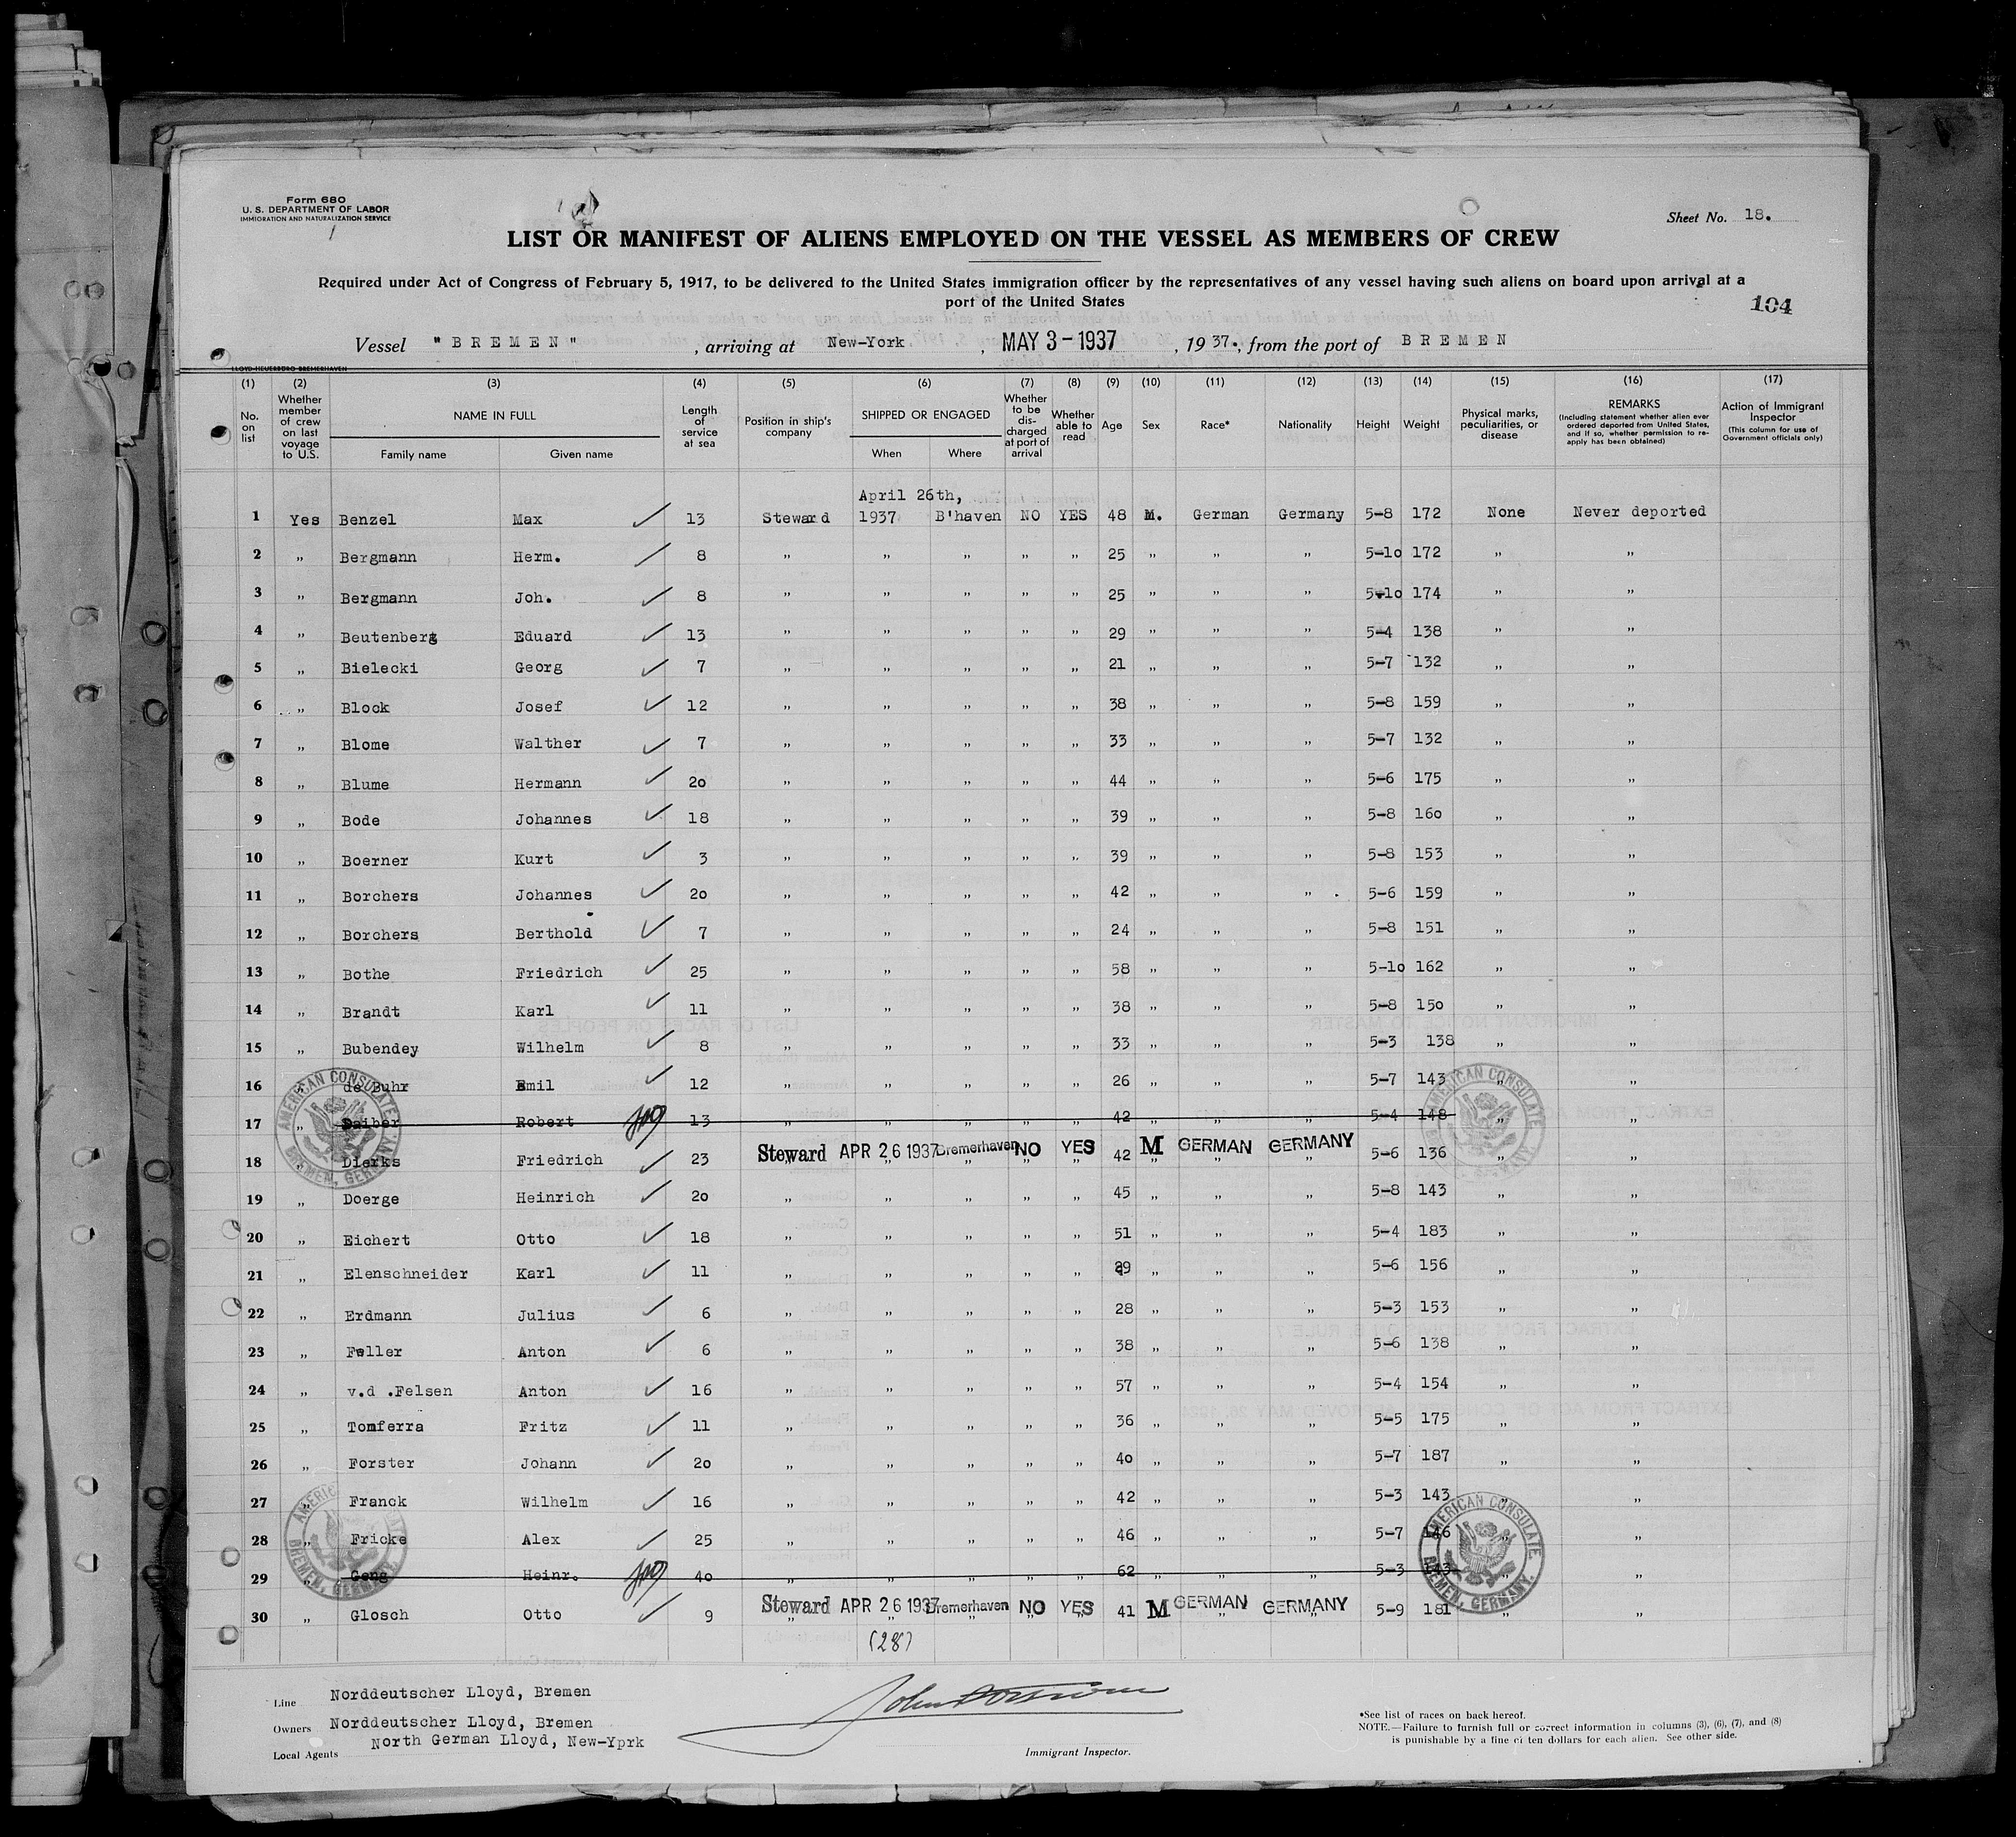 Form 680
U. S. DEPARTMENT OF LABOR
IMMIGRATION AND NATURALIZATION SERVICE
Sheet No. 18.
LIST OR MANIFEST OF ALIENS EMPLOYED ON THE VESSEL AS MEMBERS OF CREW
Required under Act of Congress of February 5, 1917, to be delivered to the United States immigration officer by the representatives of any vessel having such aliens on board upon arrival at a
port of the United States
104
Vessel "BREMEN", arriving at New-York, MAY 3-1937, 1937., from the port of BREMEN
LLOYD-HEUERBÜRO BREMERHAVEN
(1) (2) (3) (4) (5) (6) (7) (8) (9) (10) (11) (12) (13) (14) (15) (16) (17)
No. on list
Whether member of crew on last voyage to U.S.
NAME IN FULL
Family name Given name
Length of service at sea
Position in ship's company
SHIPPED OR ENGAGED
When Where
Whether to be discharged at port of arrival
Whether able to read
Age
Sex
Race*
Nationality
Height
Weight
Physical marks, peculiarities, or disease
REMARKS
(Including statement whether alien ever ordered deported from United States, and if so, whether permission to re-apply has been obtained)
Action of Immigrant Inspector
(This column for use of Government officials only)
April 26th,
1 Yes Benzel Max ✓ 13 Steward 1937 B'haven NO YES 48 M. German Germany 5-8 172 None Never deported
2 „ Bergmann Herm. ✓ 8 „ „ „ „ „ 25 „ „ „ 5-10 172 „ „
3 „ Bergmann Joh. ✓ 8 „ „ „ „ „ 25 „ „ „ 5-10 174 „ „
4 „ Beutenberg Eduard ✓ 13 „ „ „ „ „ 29 „ „ „ 5-4 138 „ „
5 „ Bielecki Georg ✓ 7 „ „ „ „ „ 21 „ „ „ 5-7 132 „ „
6 „ Block Josef ✓ 12 „ „ „ „ „ 38 „ „ „ 5-8 159 „ „
7 „ Blome Walther ✓ 7 „ „ „ „ „ 33 „ „ „ 5-7 132 „ „
8 „ Blume Hermann ✓ 20 „ „ „ „ „ 44 „ „ „ 5-6 175 „ „
9 „ Bode Johannes ✓ 18 „ „ „ „ „ 39 „ „ „ 5-8 160 „ „
10 „ Boerner Kurt ✓ 3 „ „ „ „ „ 39 „ „ „ 5-8 153 „ „
11 „ Borchers Johannes ✓ 20 „ „ „ „ „ 42 „ „ „ 5-6 159 „ „
12 „ Borchers Berthold ✓ 7 „ „ „ „ „ 24 „ „ „ 5-8 151 „ „
13 „ Bothe Friedrich ✓ 25 „ „ „ „ „ 58 „ „ „ 5-10 162 „ „
14 „ Brandt Karl ✓ 11 „ „ „ „ „ 38 „ „ „ 5-8 150 „ „
15 „ Bubendey Wilhelm ✓ 8 „ „ „ „ „ 33 „ „ „ 5-3 138 „ „
16 „ de Buhr Emil ✓ 12 „ „ „ „ „ 26 „ „ „ 5-7 143 „ „
17 „ Daiber Robert 13 „ „ „ „ „ 42 „ „ „ 5-4 148 „ „
Steward APR 26 1937 Bremerhaven NO YES M GERMAN GERMANY
18 „ Dierks Friedrich ✓ 23 „ „ „ „ „ 42 „ „ „ 5-6 136 „ „
19 „ Doerge Heinrich ✓ 20 „ „ „ „ „ 45 „ „ „ 5-8 143 „ „
20 „ Eichert Otto ✓ 18 „ „ „ „ „ 51 „ „ „ 5-4 183 „ „
21 „ Elenschneider Karl ✓ 11 „ „ „ „ „ „ „ „ 5-6 156 „ „
22 „ Erdmann Julius ✓ 6 „ „ „ „ „ 28 „ „ „ 5-3 153 „ „
23 „ Feller Anton ✓ 6 „ „ „ „ „ 38 „ „ „ 5-6 138 „ „
24 „ v.d .Felsen Anton ✓ 16 „ „ „ „ „ 57 „ „ „ 5-4 154 „ „
25 „ Tomferra Fritz ✓ 11 „ „ „ „ „ 36 „ „ „ 5-5 175 „ „
26 „ Forster Johann ✓ 20 „ „ „ „ „ 40 „ „ „ 5-7 187 „ „
27 „ Franck Wilhelm ✓ 16 „ „ „ „ „ 42 „ „ „ 5-3 143 „ „
28 „ Fricke Alex ✓ 25 „ „ „ „ „ 46 „ „ „ 5-7 146 „ „
29 „ Geng Heinr. 40 „ „ „ „ „ 62 „ „ „ 5-3 143 „ „
Steward APR 26 1937 Bremerhaven NO YES M GERMAN GERMANY
30 „ Glosch Otto ✓ 9 „ „ „ „ „ 41 „ „ 5-9 181 „ „
(28)
AMERICAN CONSULATE. BREMEN, GERMANY.
AMERICAN CONSULATE. BREMEN, GERMANY.
AMERICAN CONSULATE. BREMEN, GERMANY.
AMERICAN CONSULATE. BREMEN, GERMANY.
Line Norddeutscher Lloyd, Bremen
Owners Norddeutscher Lloyd, Bremen
Local Agents North German Lloyd, New-Yprk
Immigrant Inspector.
*See list of races on back hereof.
NOTE.—Failure to furnish full or correct information in columns (3), (6), (7), and (8)
is punishable by a fine of ten dollars for each alien. See other side.